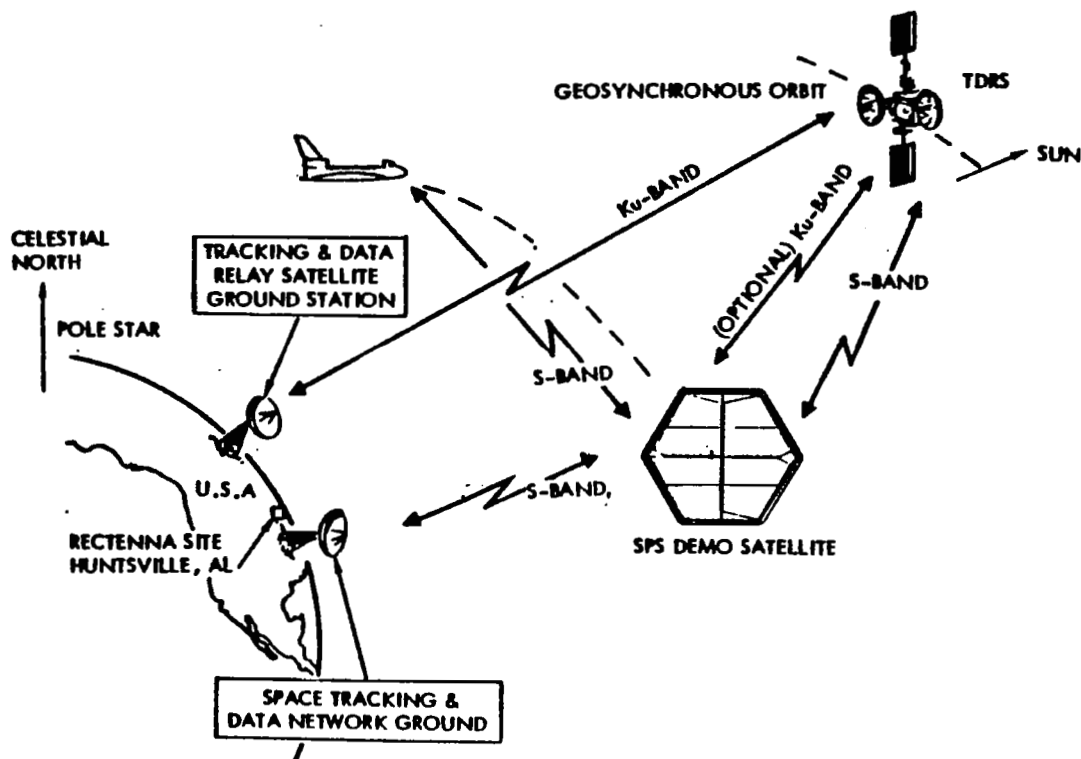 GEOSYNCHRONOUS ORBIT
TDRS
SUN
Ku-BAND
(OPTIONAL) Ku-BAND
S-BAND
CELESTIAL
NORTH
TRACKING & DATA
RELAY SATELLITE
GROUND STATION
POLE STAR
S-BAND
U.S.A
S-BAND,
RECTENNA SITE
HUNTSVILLE, AL
SPS DEMO SATELLITE
SPACE TRACKING &
DATA NETWORK GROUND